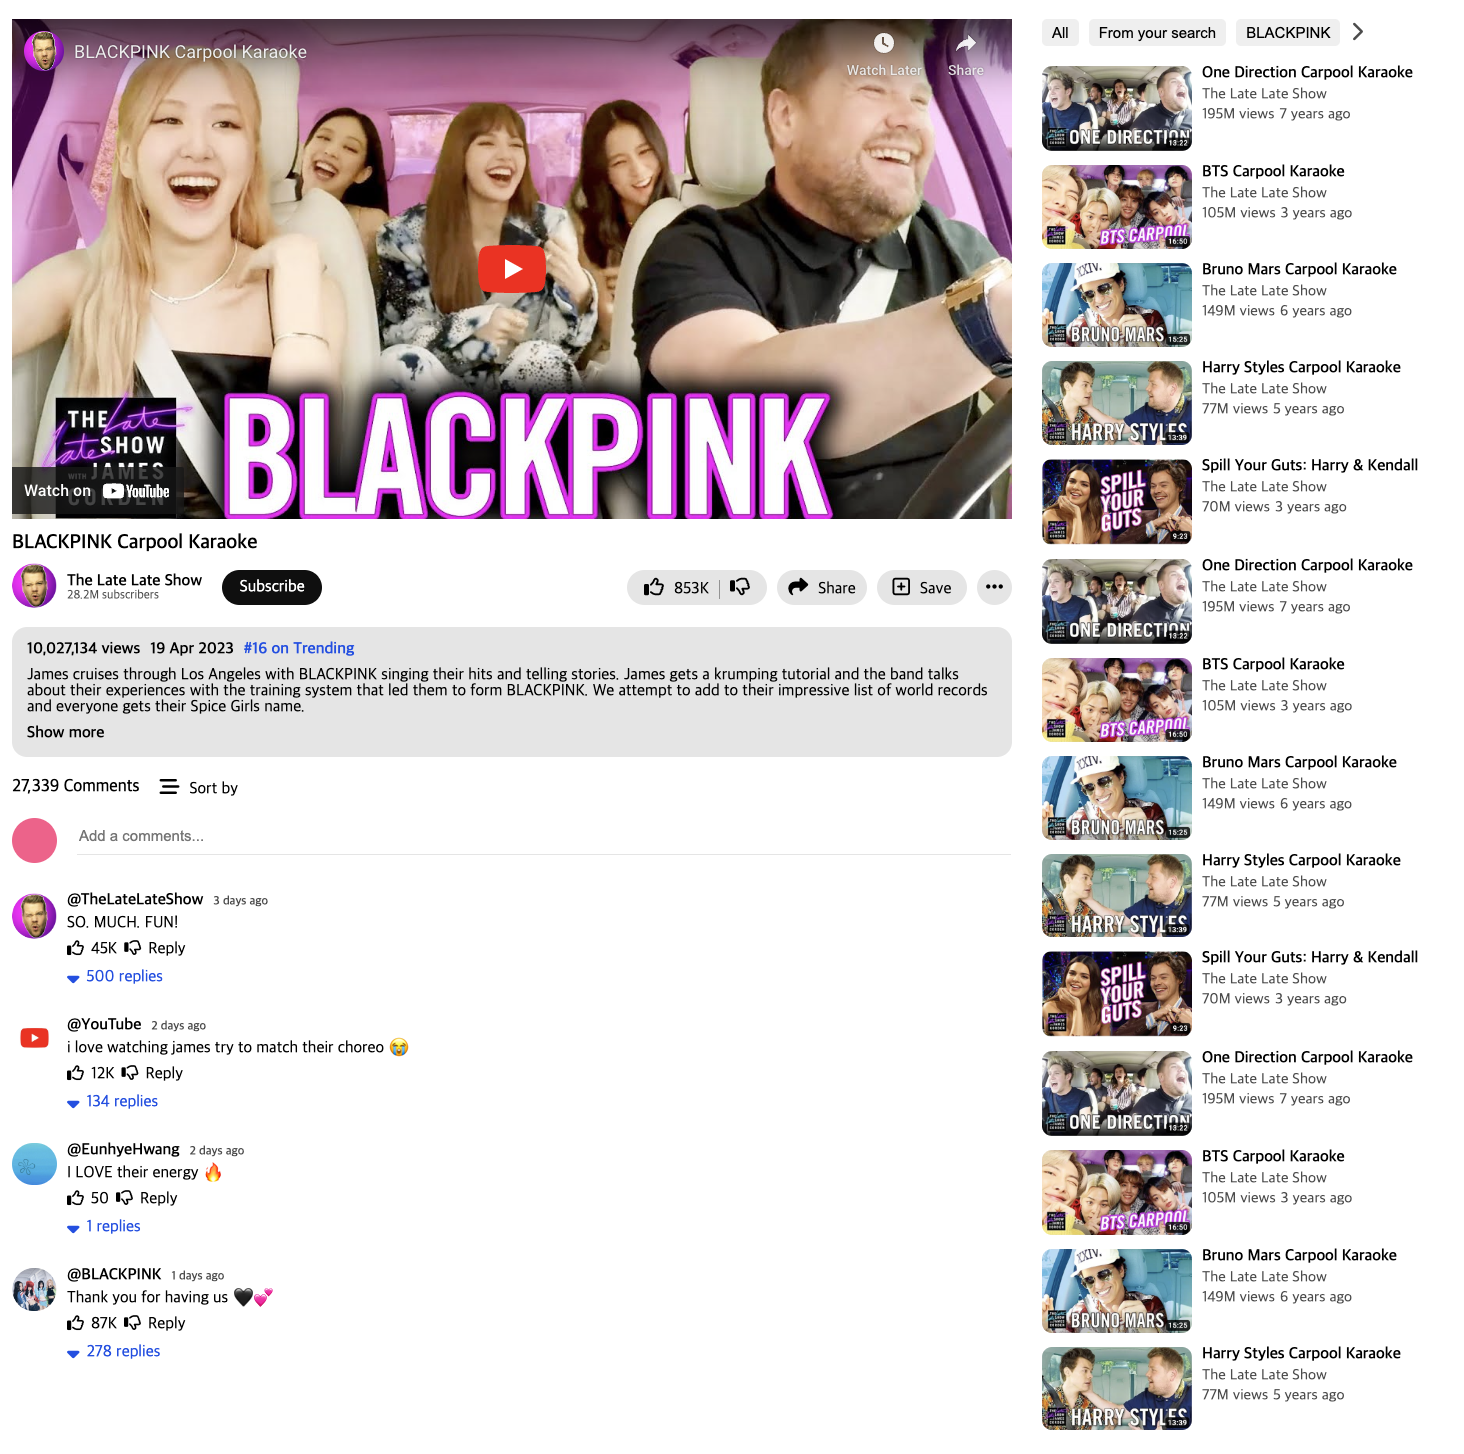 BLACKPINK Carpool Karaoke
Watch Later
Share
THE late late SHOW
WITH JAMES
CORDEN
BLACKPINK
Watch on YouTube
BLACKPINK Carpool Karaoke
The Late Late Show
28.2M subscribers
Subscribe
853K
Share
Save
10,027,134 views 19 Apr 2023 #16 on Trending
James cruises through Los Angeles with BLACKPINK singing their hits and telling stories. James gets a krumping tutorial and the band talks
about their experiences with the training system that led them to form BLACKPINK. We attempt to add to their impressive list of world records
and everyone gets their Spice Girls name.
Show more
27,339 Comments
Sort by
Add a comments...
@TheLateLateShow 3 days ago
SO. MUCH. FUN!
45K Reply
500 replies
@YouTube 2 days ago
i love watching james try to match their choreo 😭
12K Reply
134 replies
@EunhyeHwang 2 days ago
I LOVE their energy 🔥
50 Reply
1 replies
@BLACKPINK 1 days ago
Thank you for having us 🖤💕
87K Reply
278 replies
All
From your search
BLACKPINK
ONE DIRECTION
13:22
One Direction Carpool Karaoke
The Late Late Show
195M views 7 years ago
BTS CARPOOL
16:50
BTS Carpool Karaoke
The Late Late Show
105M views 3 years ago
XXIV.
BRUNO MARS
15:25
Bruno Mars Carpool Karaoke
The Late Late Show
149M views 6 years ago
HARRY STYLES
13:39
Harry Styles Carpool Karaoke
The Late Late Show
77M views 5 years ago
SPILL
YOUR
GUTS
9:23
Spill Your Guts: Harry & Kendall
The Late Late Show
70M views 3 years ago
ONE DIRECTION
13:22
One Direction Carpool Karaoke
The Late Late Show
195M views 7 years ago
BTS CARPOOL
16:50
BTS Carpool Karaoke
The Late Late Show
105M views 3 years ago
XXIV.
BRUNO MARS
15:25
Bruno Mars Carpool Karaoke
The Late Late Show
149M views 6 years ago
HARRY STYLES
13:39
Harry Styles Carpool Karaoke
The Late Late Show
77M views 5 years ago
SPILL
YOUR
GUTS
9:23
Spill Your Guts: Harry & Kendall
The Late Late Show
70M views 3 years ago
ONE DIRECTION
13:22
One Direction Carpool Karaoke
The Late Late Show
195M views 7 years ago
BTS CARPOOL
16:50
BTS Carpool Karaoke
The Late Late Show
105M views 3 years ago
XXIV.
BRUNO MARS
15:25
Bruno Mars Carpool Karaoke
The Late Late Show
149M views 6 years ago
HARRY STYLES
13:39
Harry Styles Carpool Karaoke
The Late Late Show
77M views 5 years ago